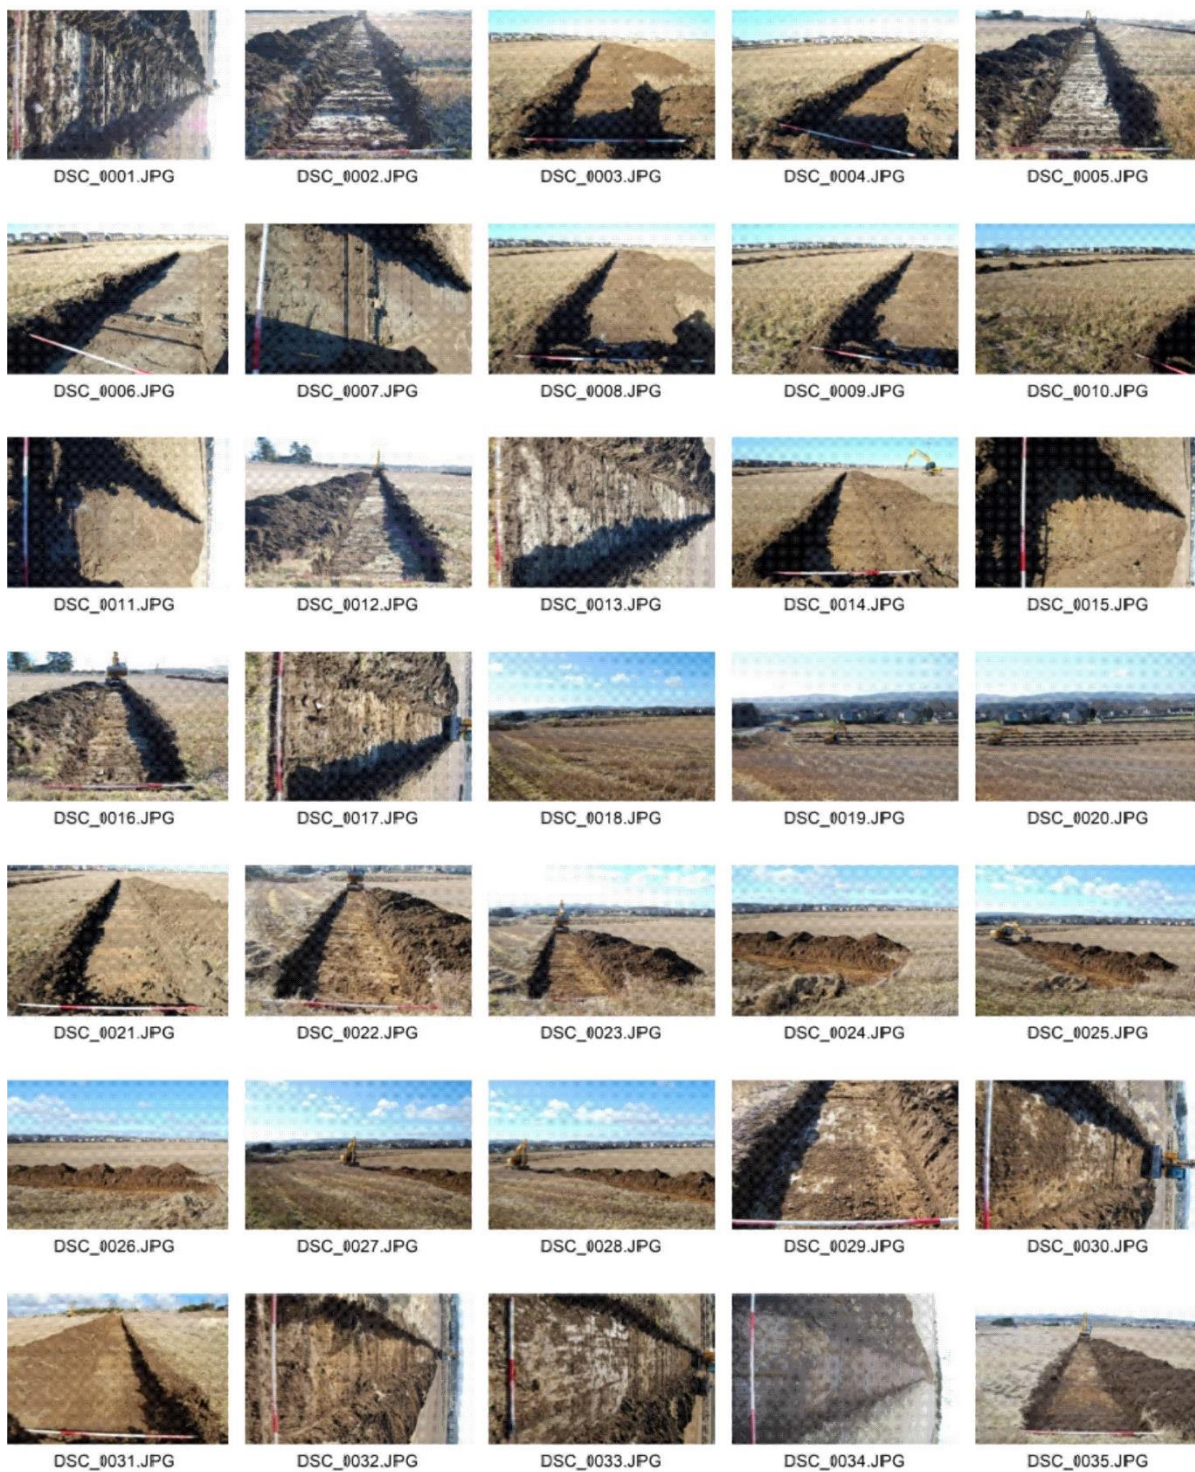 DSC_0001.JPG DSC_0002.JPG DSC_0003.JPG DSC_0004.JPG DSC_0005.JPG
DSC_0006.JPG DSC_0007.JPG DSC_0008.JPG DSC_0009.JPG DSC_0010.JPG
DSC_0011.JPG DSC_0012.JPG DSC_0013.JPG DSC_0014.JPG DSC_0015.JPG
DSC_0016.JPG DSC_0017.JPG DSC_0018.JPG DSC_0019.JPG DSC_0020.JPG
DSC_0021.JPG DSC_0022.JPG DSC_0023.JPG DSC_0024.JPG DSC_0025.JPG
DSC_0026.JPG DSC_0027.JPG DSC_0028.JPG DSC_0029.JPG DSC_0030.JPG
DSC_0031.JPG DSC_0032.JPG DSC_0033.JPG DSC_0034.JPG DSC_0035.JPG